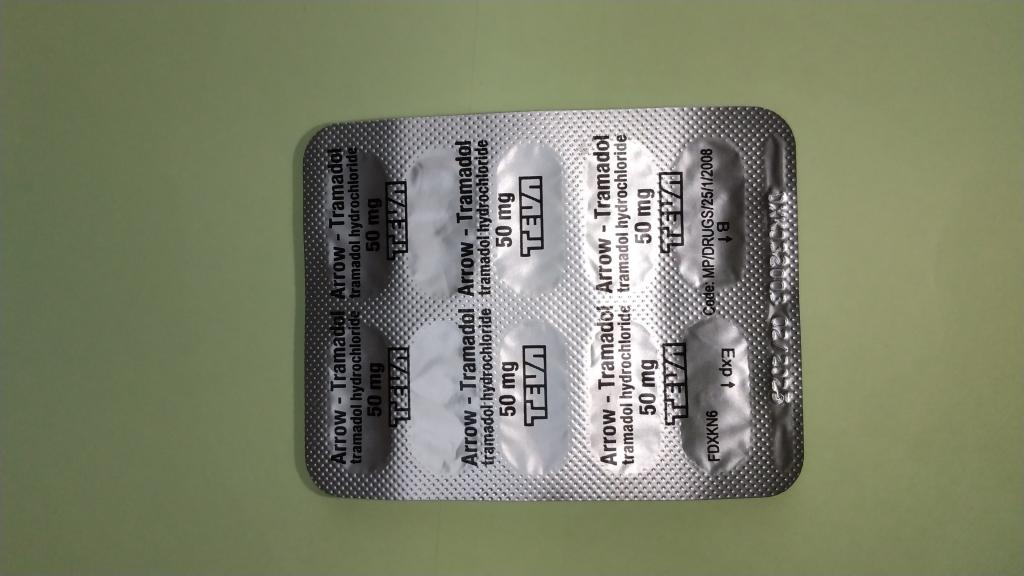 Arrow - Tramadol
tramadol hydrochloride
50 mg
TEVA
Arrow - Tramadol
tramadol hydrochloride
50 mg
TEVA
Arrow - Tramadol
tramadol hydrochloride
50 mg
TEVA
Arrow - Tramadol
tramadol hydrochloride
50 mg
TEVA
Arrow - Tramadol
tramadol hydrochloride
50 mg
TEVA
Arrow - Tramadol
tramadol hydrochloride
50 mg
TEVA
FDXKN6
Code: MP/DRUGS/25/1/2008
Exp ↓
B↓